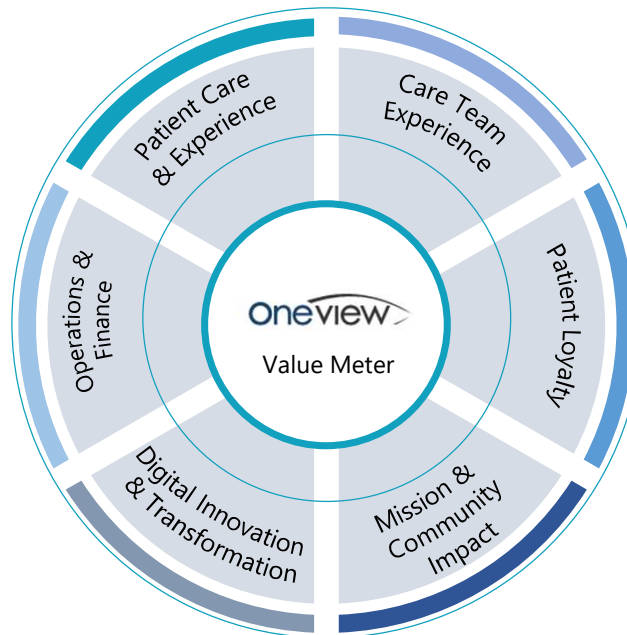 Patient Care
& Experience
Care Team
Experience
Patient Loyalty
Mission &
Community
Impact
Digital Innovation
& Transformation
Operations &
Finance
Oneview
Value Meter